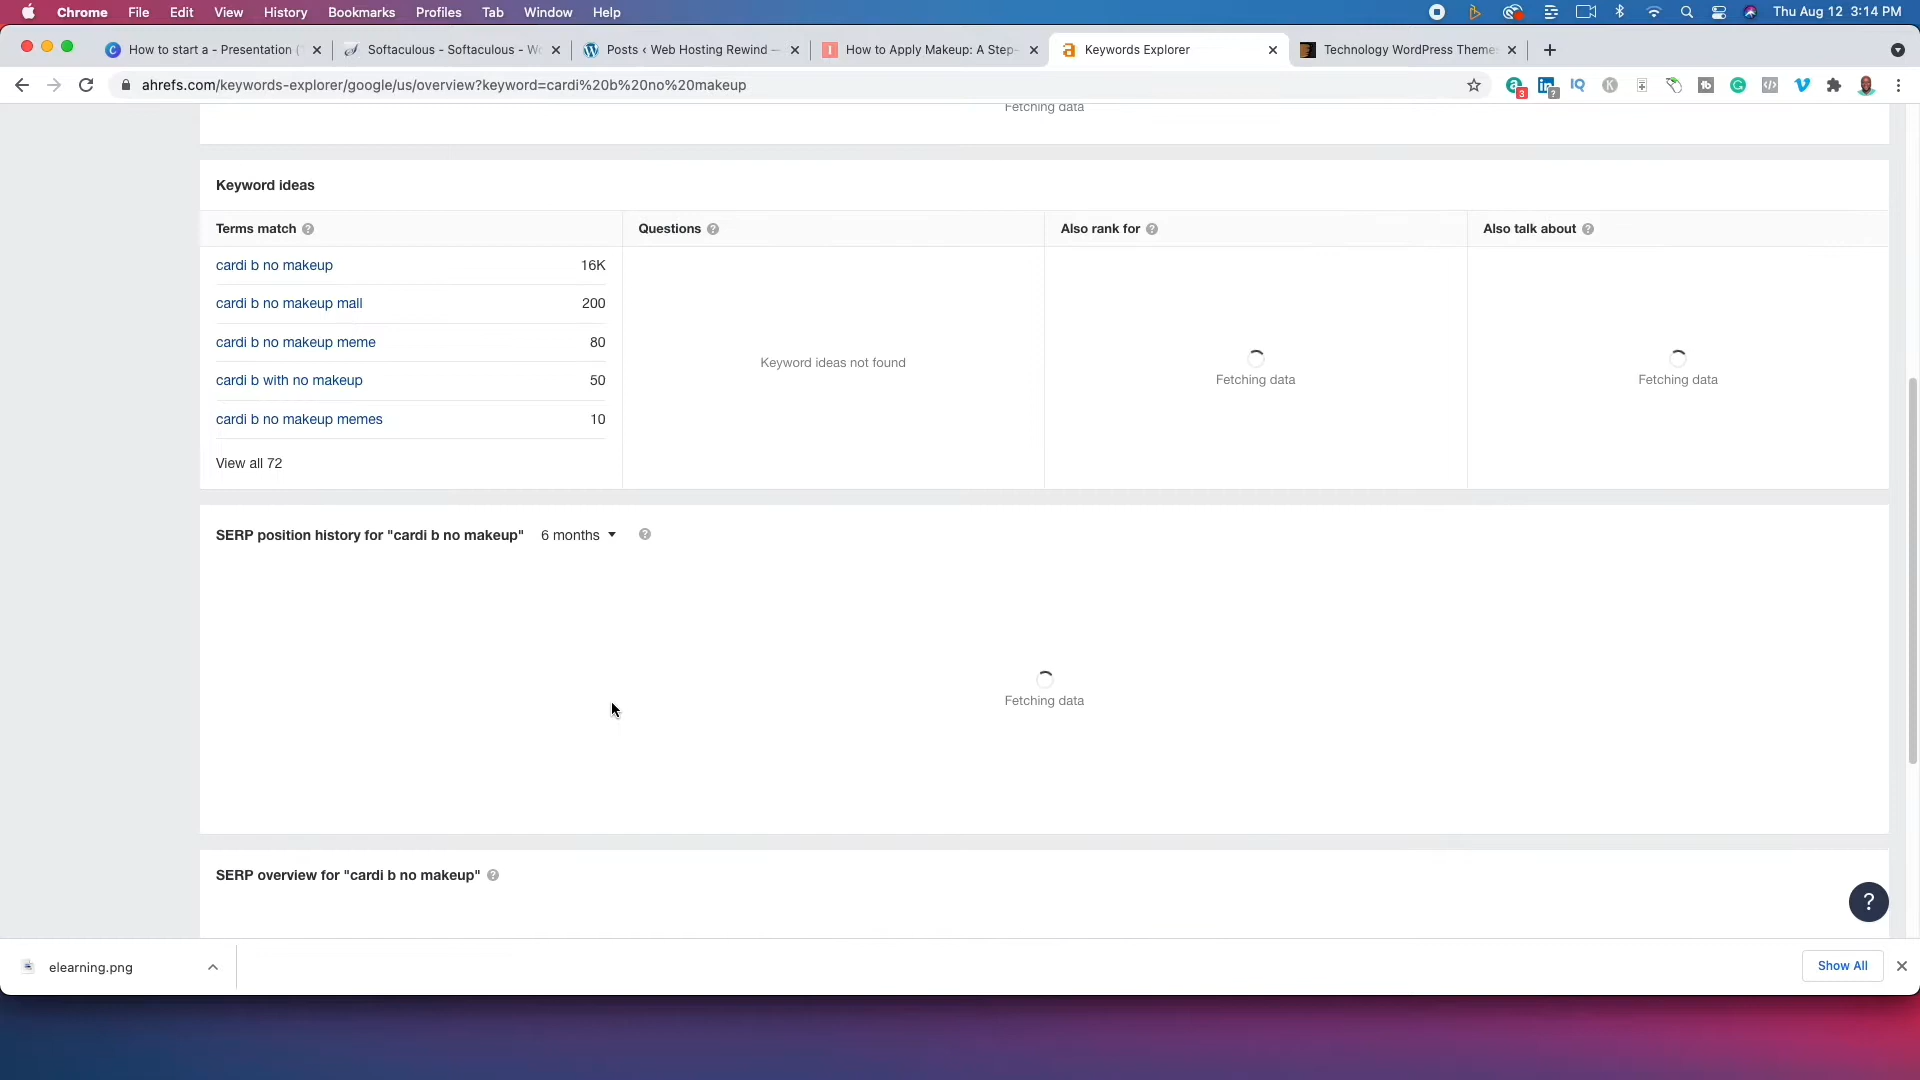 Chrome File Edit View History Bookmarks Profiles Tab Window Help Thu Aug 12 3:14 PM
How to start a - Presentation ( Softaculous - Softaculous - Wo Posts ‹ Web Hosting Rewind — How to Apply Makeup: A Step- Keywords Explorer Technology WordPress Themes
ahrefs.com/keywords-explorer/google/us/overview?keyword=cardi%20b%20no%20makeup
Fetching data
Keyword ideas
Terms match Questions Also rank for Also talk about
cardi b no makeup 16K
cardi b no makeup mall 200
cardi b no makeup meme 80
Keyword ideas not found
cardi b with no makeup 50
Fetching data
Fetching data
cardi b no makeup memes 10
View all 72
SERP position history for "cardi b no makeup" 6 months
Fetching data
SERP overview for "cardi b no makeup"
?
elearning.png
Show All